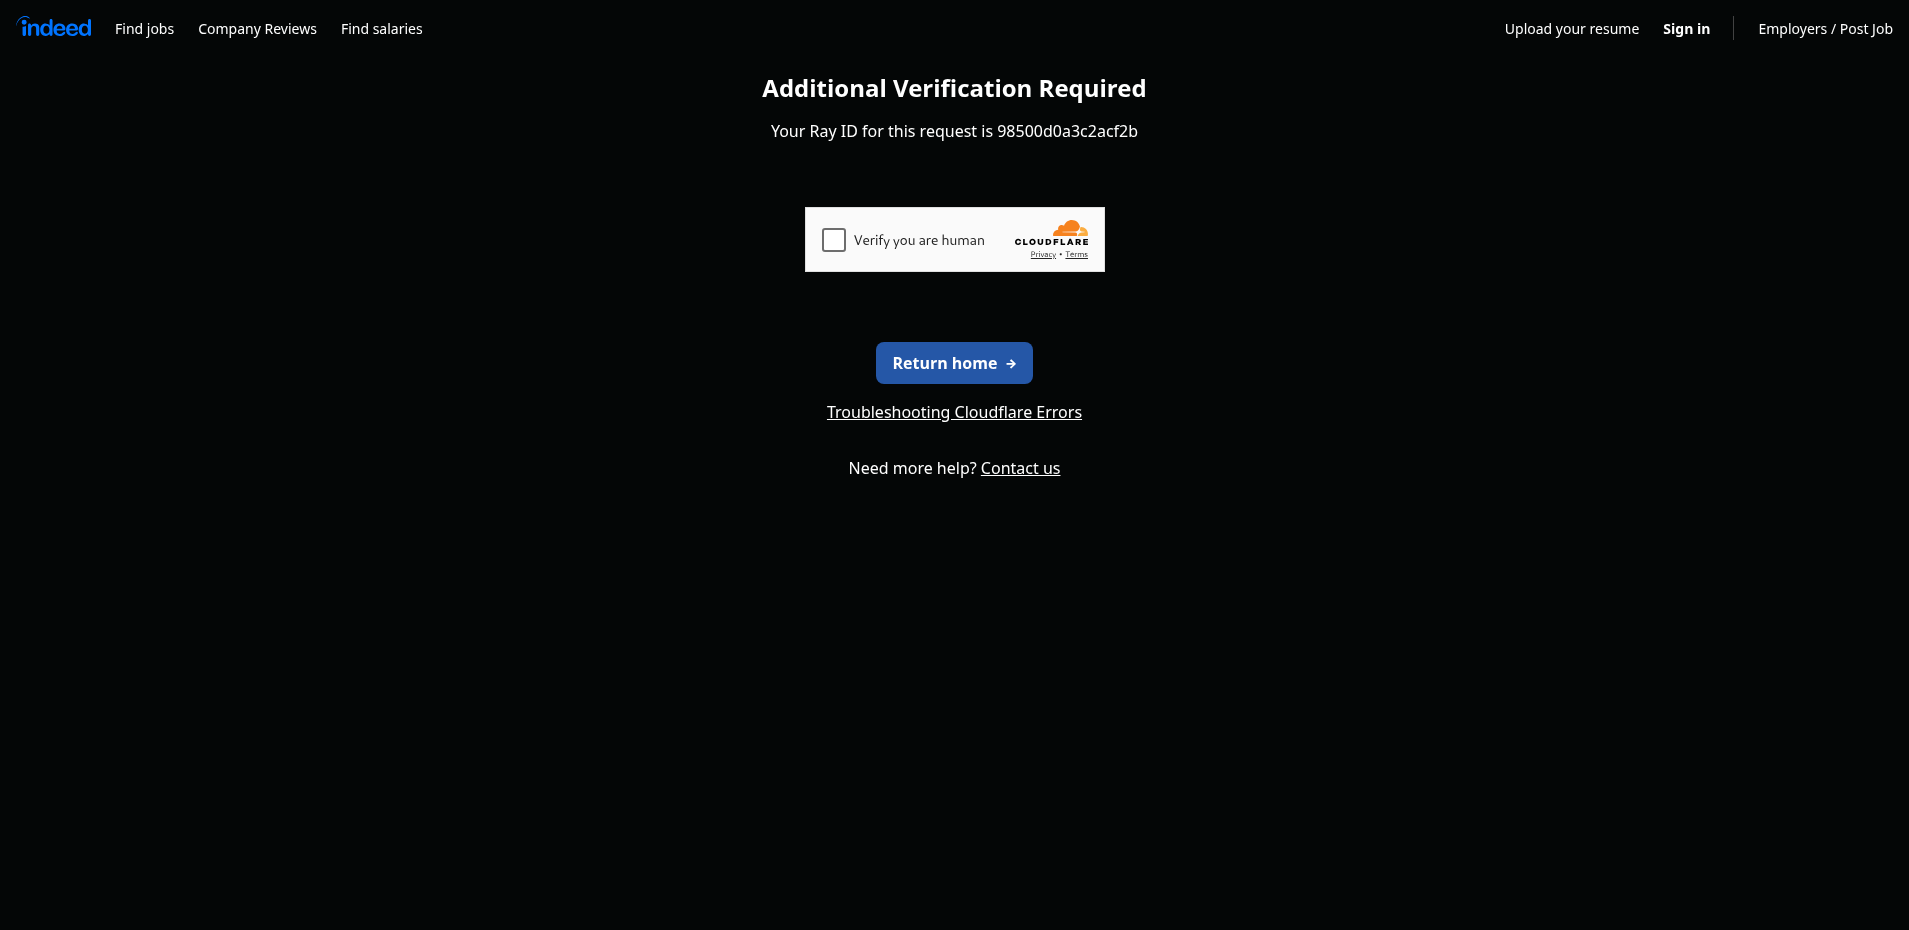 indeed Find jobs Company Reviews Find salaries Upload your resume Sign in Employers / Post Job
Additional Verification Required
Your Ray ID for this request is 98500d0a3c2acf2b
Verify you are human
CLOUDFLARE
Privacy • Terms
Return home →
Troubleshooting Cloudflare Errors
Need more help? Contact us